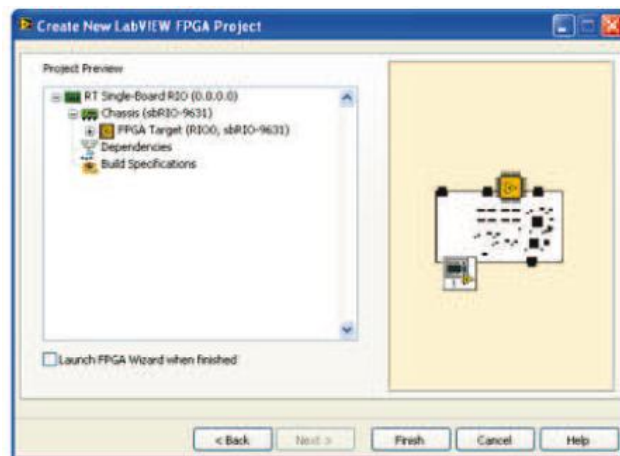 Create New LabVIEW FPGA Project
Project Preview
RT Single-Board RIO (0.0.0.0)
Chassis (sbRIO-9631)
FPGA Target (RIO0, sbRIO-9631)
Dependencies
Build Specifications
Launch FPGA Wizard when finished
< Back Next > Finish Cancel Help